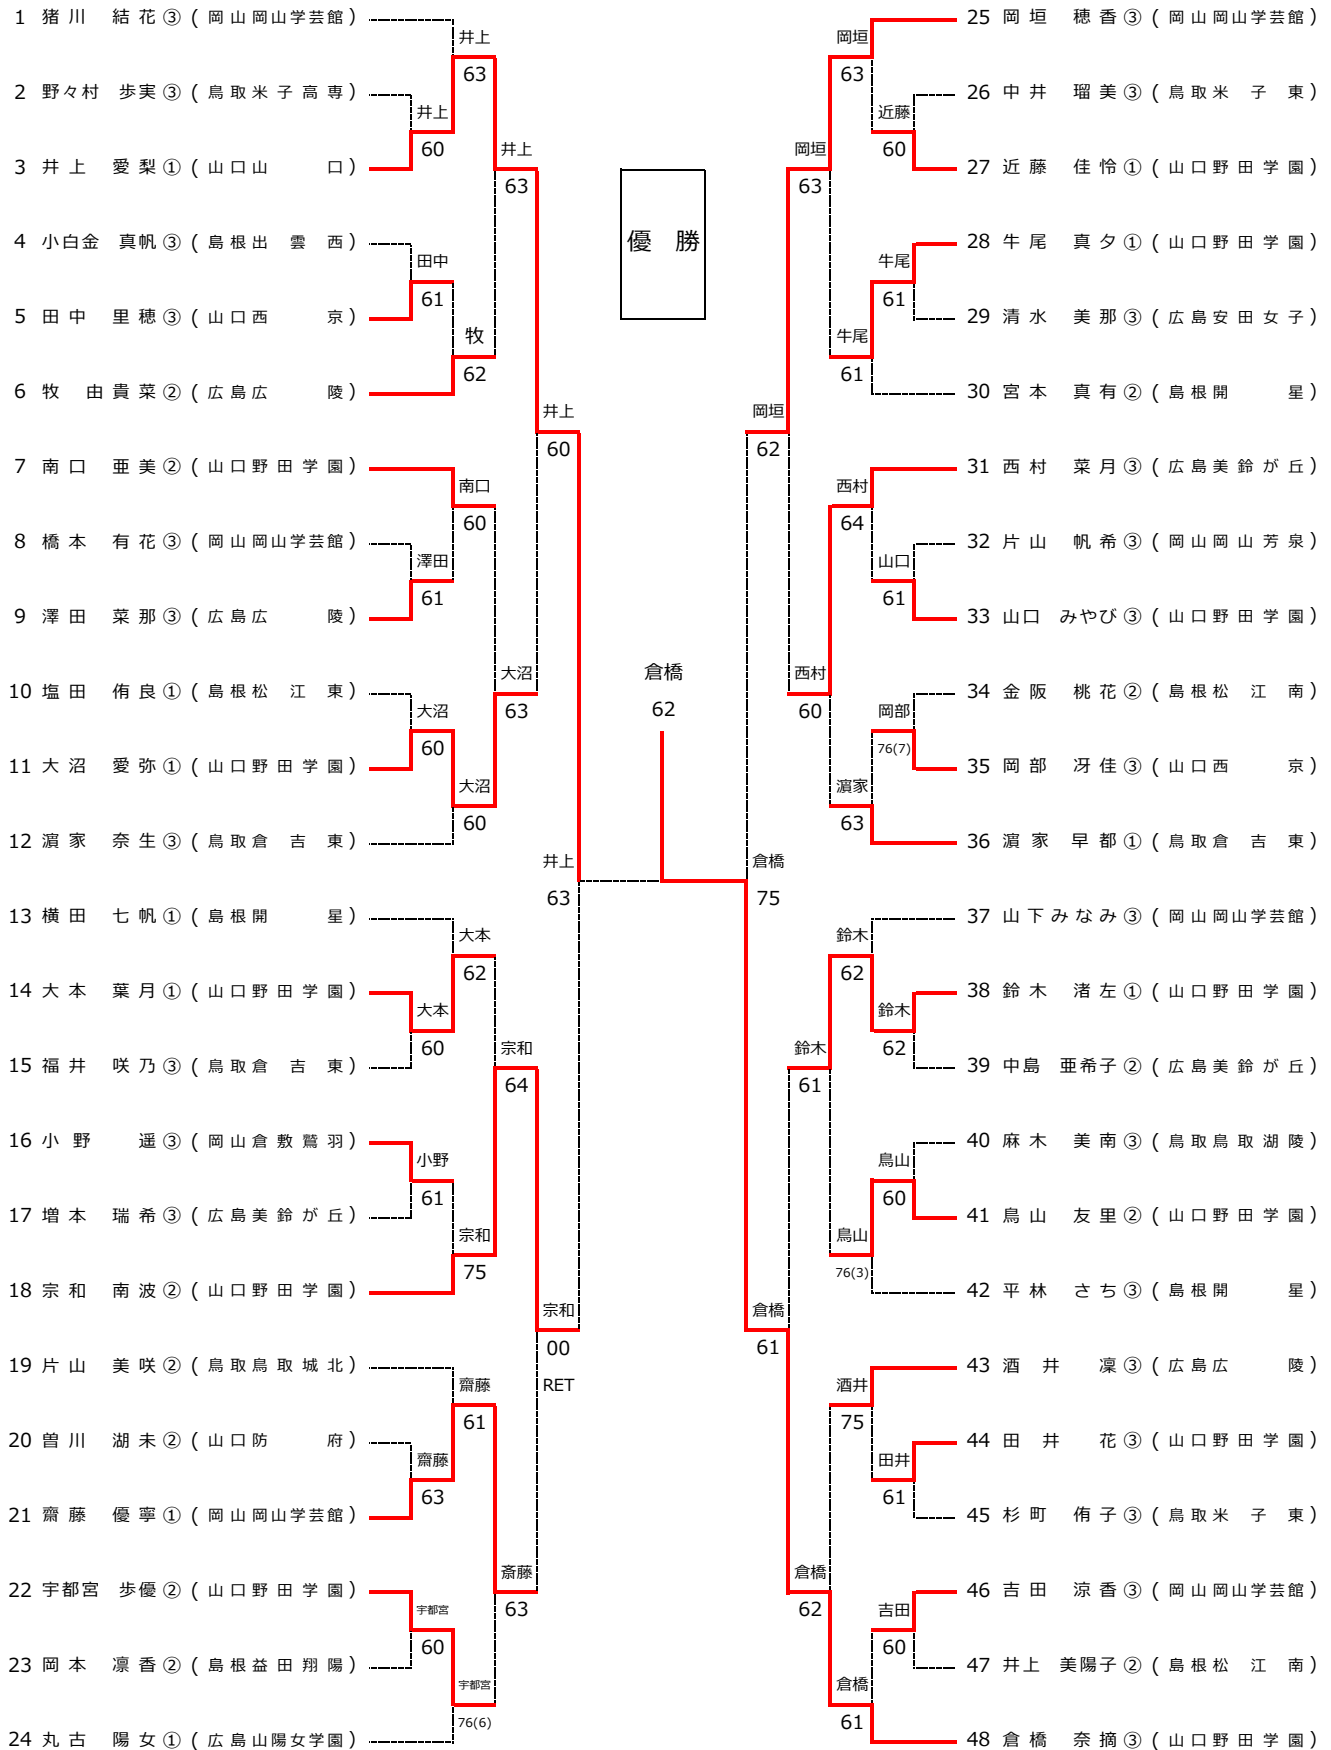 1 猪川 結花 ③ ( 岡山岡山学芸館 )
2 野々村 歩実 ③ ( 鳥取米子高専 )
3 井上 愛梨 ① ( 山口山 口 )
4 小白金 真帆 ③ ( 島根出雲西 )
5 田中 里穂 ③ ( 山口西 京 )
6 牧 由貴菜 ② ( 広島広 陵 )
7 南口 亜美 ② ( 山口野田学園 )
8 橋本 有花 ③ ( 岡山岡山学芸館 )
9 澤田 菜那 ③ ( 広島広 陵 )
10 塩田 侑良 ① ( 島根松江東 )
11 大沼 愛弥 ① ( 山口野田学園 )
12 濵家 奈生 ③ ( 鳥取倉吉東 )
13 横田 七帆 ① ( 島根開 星 )
14 大本 葉月 ① ( 山口野田学園 )
15 福井 咲乃 ③ ( 鳥取倉吉東 )
16 小野 遥 ③ ( 岡山倉敷鷲羽 )
17 増本 瑞希 ③ ( 広島美鈴が丘 )
18 宗和 南波 ② ( 山口野田学園 )
19 片山 美咲 ② ( 鳥取鳥取城北 )
20 曽川 湖未 ② ( 山口防 府 )
21 齋藤 優寧 ① ( 岡山岡山学芸館 )
22 宇都宮 歩優 ② ( 山口野田学園 )
23 岡本 凛香 ② ( 島根益田翔陽 )
24 丸古 陽女 ① ( 広島山陽女学園 )
井上
60
田中
61
澤田
61
大沼
60
大本
60
小野
61
齋藤
63
宇都宮
60
井上
63
牧
62
南口
60
大沼
60
大本
62
宗和
75
齋藤
61
宇都宮
76(6)
井上
63
大沼
63
宗和
64
斎藤
63
井上
60
宗和
00
RET
井上
63
優 勝
倉橋
62
倉橋
75
岡垣
62
倉橋
61
岡垣
63
西村
60
鈴木
61
倉橋
62
岡垣
63
牛尾
61
西村
64
濵家
63
鈴木
62
鳥山
76(3)
酒井
75
倉橋
61
近藤
60
牛尾
61
山口
61
岡部
76(7)
鈴木
62
鳥山
60
田井
61
吉田
60
25 岡垣 穂香 ③ ( 岡山岡山学芸館 )
26 中井 瑠美 ③ ( 鳥取米子東 )
27 近藤 佳怜 ① ( 山口野田学園 )
28 牛尾 真夕 ① ( 山口野田学園 )
29 清水 美那 ③ ( 広島安田女子 )
30 宮本 真有 ② ( 島根開 星 )
31 西村 菜月 ③ ( 広島美鈴が丘 )
32 片山 帆希 ③ ( 岡山岡山芳泉 )
33 山口 みやび ③ ( 山口野田学園 )
34 金阪 桃花 ② ( 島根松江南 )
35 岡部 冴佳 ③ ( 山口西 京 )
36 濵家 早都 ① ( 鳥取倉吉東 )
37 山下みなみ ③ ( 岡山岡山学芸館 )
38 鈴木 渚左 ① ( 山口野田学園 )
39 中島 亜希子 ② ( 広島美鈴が丘 )
40 麻木 美南 ③ ( 鳥取鳥取湖陵 )
41 鳥山 友里 ② ( 山口野田学園 )
42 平林 さち ③ ( 島根開 星 )
43 酒井 凜 ③ ( 広島広 陵 )
44 田井 花 ③ ( 山口野田学園 )
45 杉町 侑子 ③ ( 鳥取米子東 )
46 吉田 涼香 ③ ( 岡山岡山学芸館 )
47 井上 美陽子 ② ( 島根松江南 )
48 倉橋 奈摘 ③ ( 山口野田学園 )